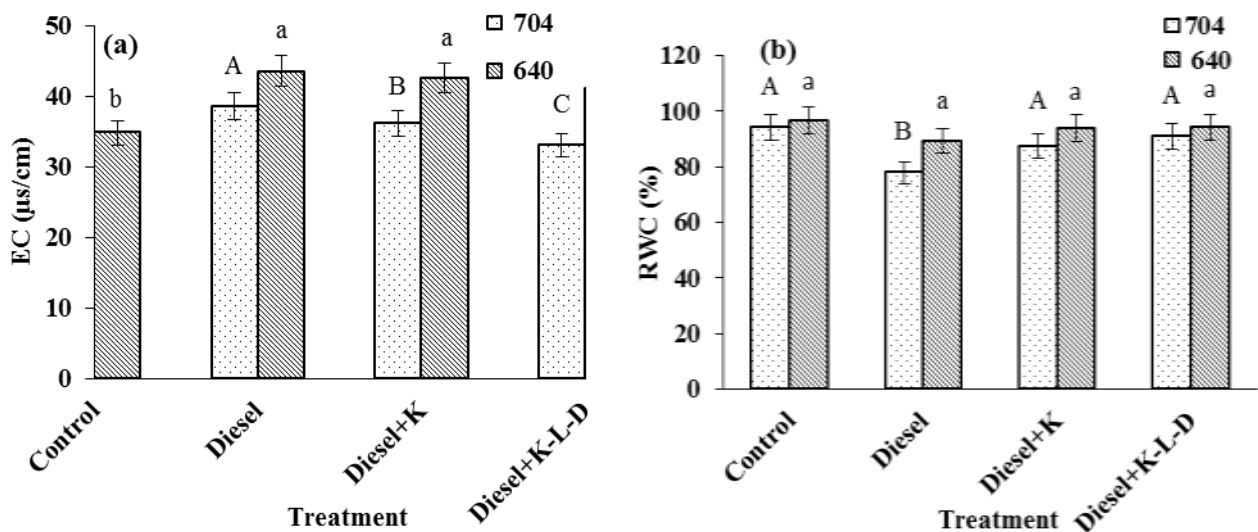 (a)
704
640
EC (µs/cm)
50
40
30
20
10
0
b
A
a
B
a
C
Control
Diesel
Diesel+K
Diesel+K-L-D
Treatment
(b)
704
640
RWC (%)
120
100
80
60
40
20
0
A
a
B
a
A
a
A
a
Control
Diesel
Diesel+K
Diesel+K-L-D
Treatment